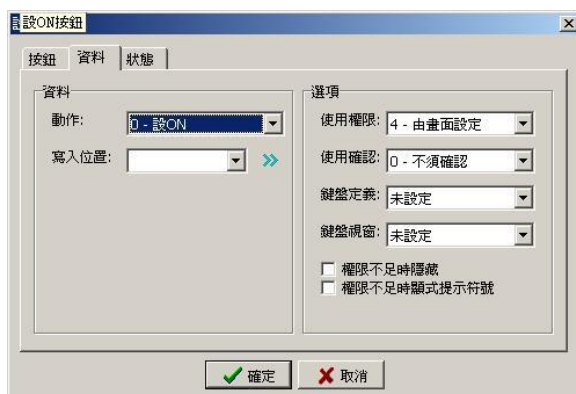 設ON按鈕
按鈕
資料
狀態
資料
動作: 0 - 設ON
寫入位置:
選項
使用權限: 4 - 由畫面設定
使用確認: 0 - 不須確認
鍵盤定義: 未設定
鍵盤視窗: 未設定
權限不足時隱藏
權限不足時顯式提示符號
確定
取消